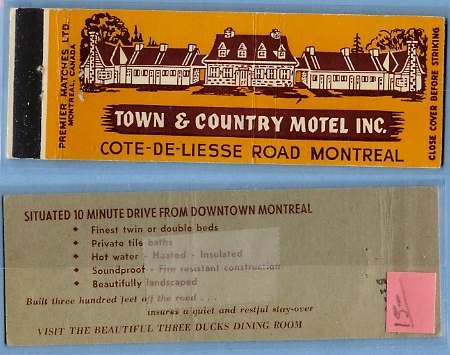 PREMIER MATCHES LTD.
MONTREAL CANADA
TOWN & COUNTRY MOTEL INC.
COTE-DE-LIESSE ROAD MONTREAL
CLOSE COVER BEFORE STRIKING
SITUATED 10 MINUTE DRIVE FROM DOWNTOWN MONTREAL
Finest twin or double beds
Private tile baths
Hot water - Heated - Insulated
Soundproof - Fire resistant construction
Beautifully landscaped
Built three hundred feet off the road . . .
insures a quiet and restful stay-over
VISIT THE BEAUTIFUL THREE DUCKS DINING ROOM